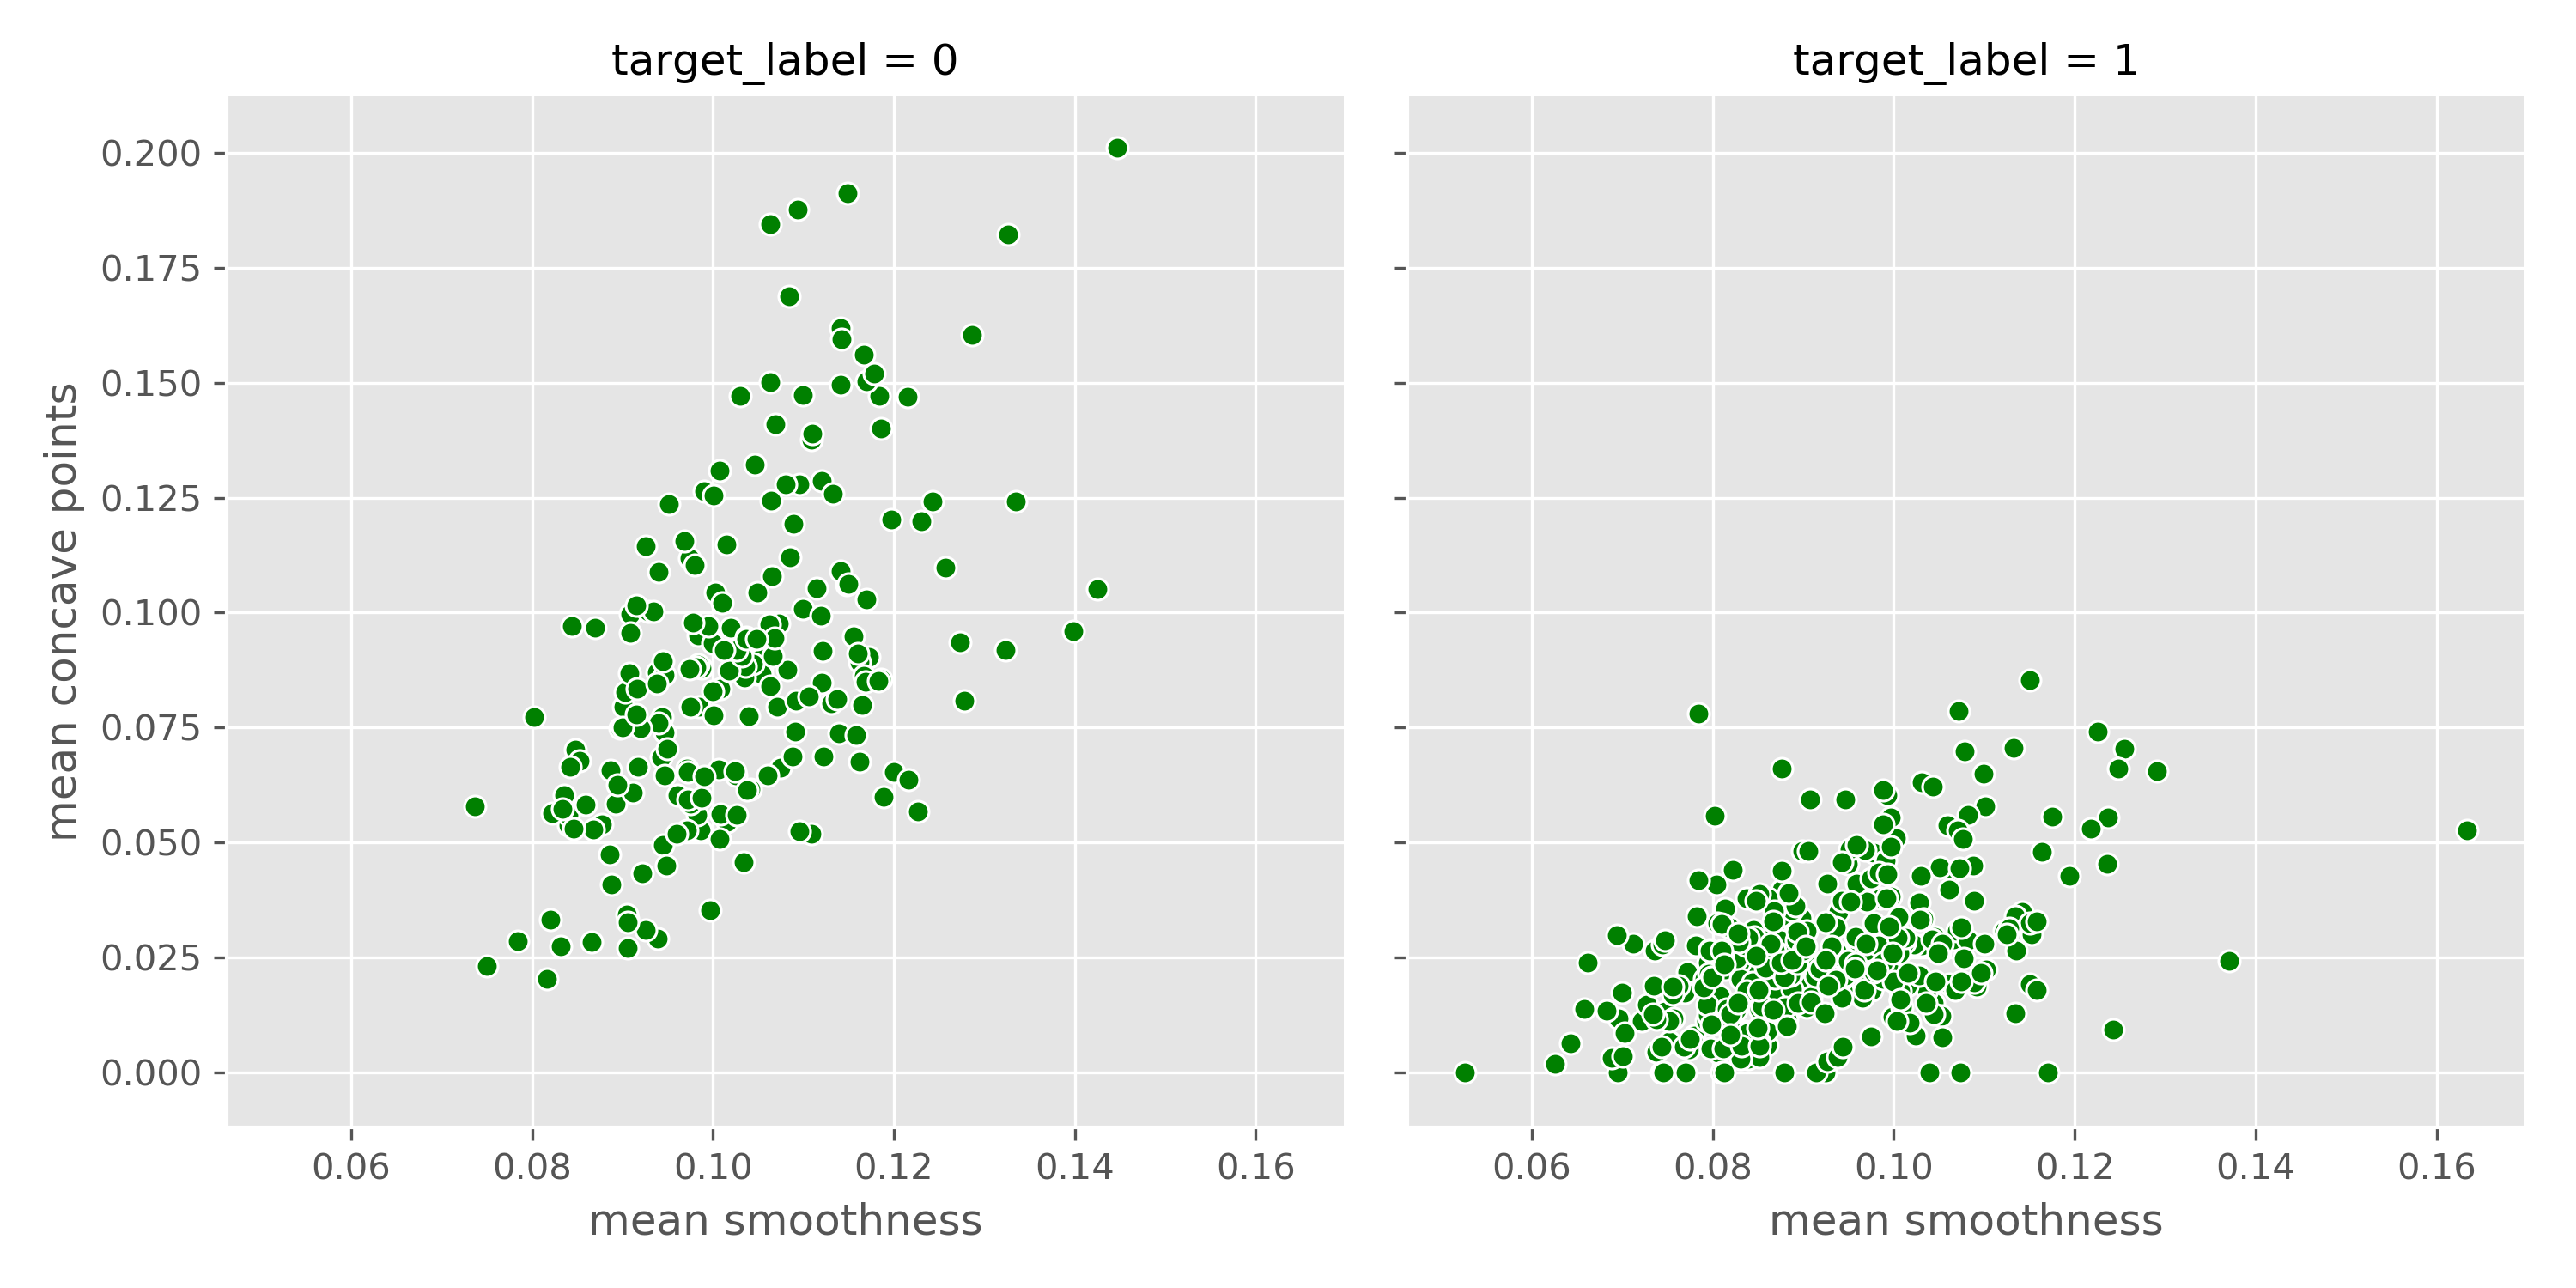 target_label = 0
target_label = 1
0.200
0.175
0.150
0.125
0.100
0.075
0.050
0.025
0.000
mean concave points
0.06 0.08 0.10 0.12 0.14 0.16
0.06 0.08 0.10 0.12 0.14 0.16
mean smoothness
mean smoothness